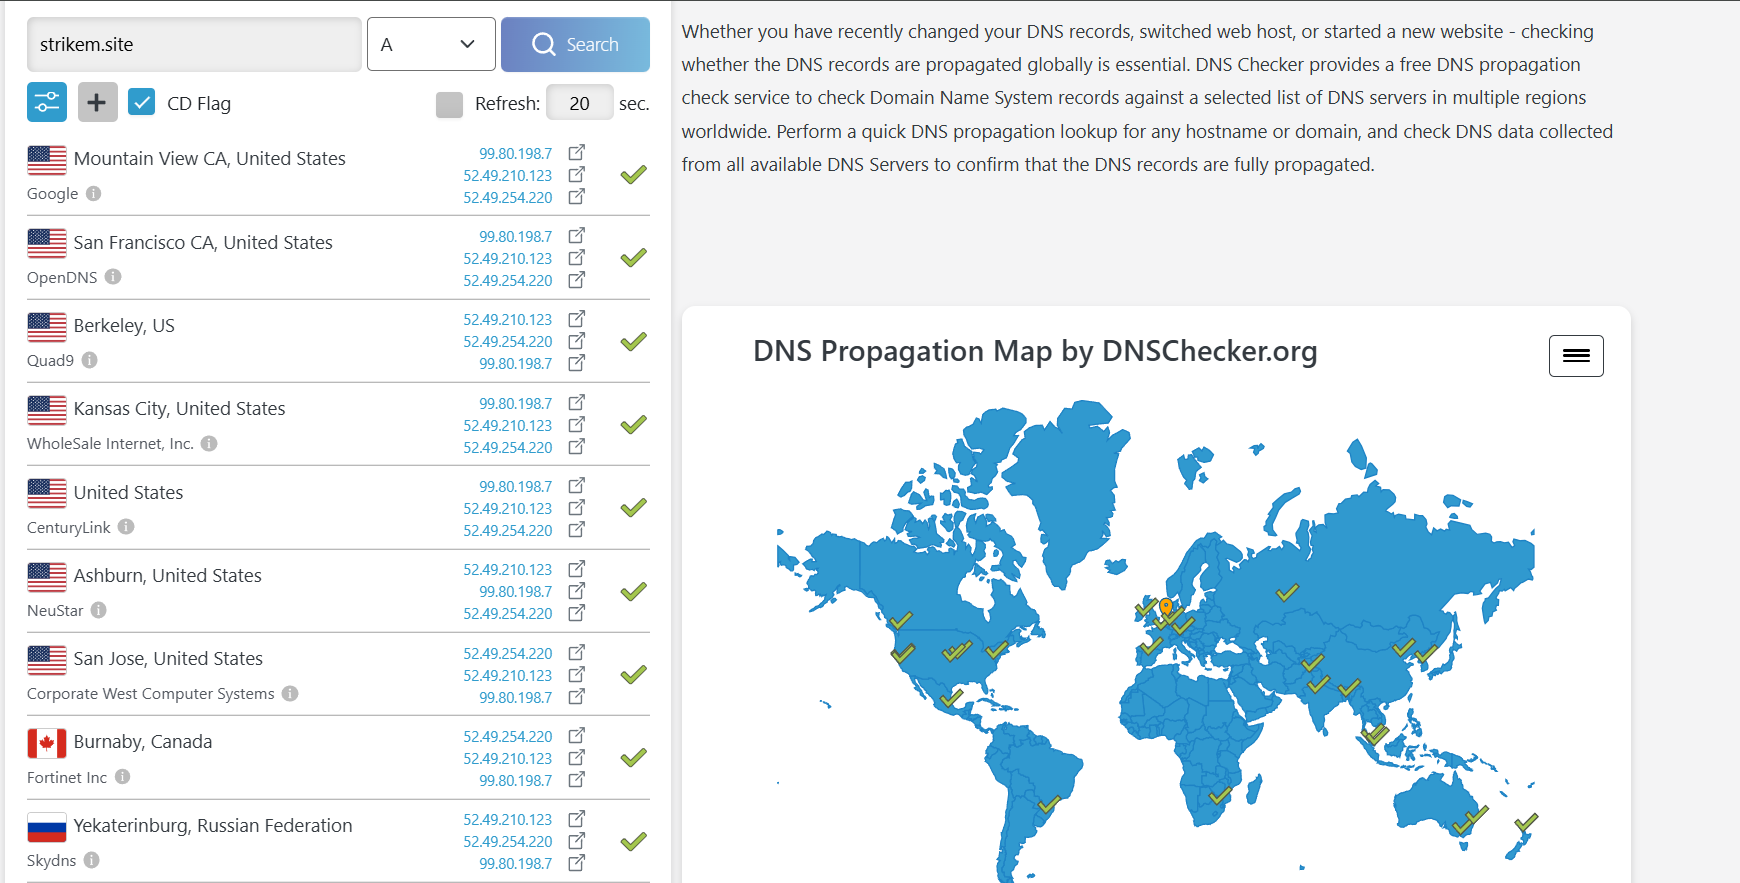 strikem.site
A
Search
CD Flag
Refresh: 20 sec.
Mountain View CA, United States
Google
99.80.198.7
52.49.210.123
52.49.254.220
San Francisco CA, United States
OpenDNS
99.80.198.7
52.49.210.123
52.49.254.220
Berkeley, US
Quad9
52.49.210.123
52.49.254.220
99.80.198.7
Kansas City, United States
WholeSale Internet, Inc.
99.80.198.7
52.49.210.123
52.49.254.220
United States
CenturyLink
99.80.198.7
52.49.210.123
52.49.254.220
Ashburn, United States
NeuStar
52.49.210.123
99.80.198.7
52.49.254.220
San Jose, United States
Corporate West Computer Systems
52.49.254.220
52.49.210.123
99.80.198.7
Burnaby, Canada
Fortinet Inc
52.49.254.220
52.49.210.123
99.80.198.7
Yekaterinburg, Russian Federation
Skydns
52.49.210.123
52.49.254.220
99.80.198.7
Whether you have recently changed your DNS records, switched web host, or started a new website - checking
whether the DNS records are propagated globally is essential. DNS Checker provides a free DNS propagation
check service to check Domain Name System records against a selected list of DNS servers in multiple regions
worldwide. Perform a quick DNS propagation lookup for any hostname or domain, and check DNS data collected
from all available DNS Servers to confirm that the DNS records are fully propagated.
DNS Propagation Map by DNSChecker.org